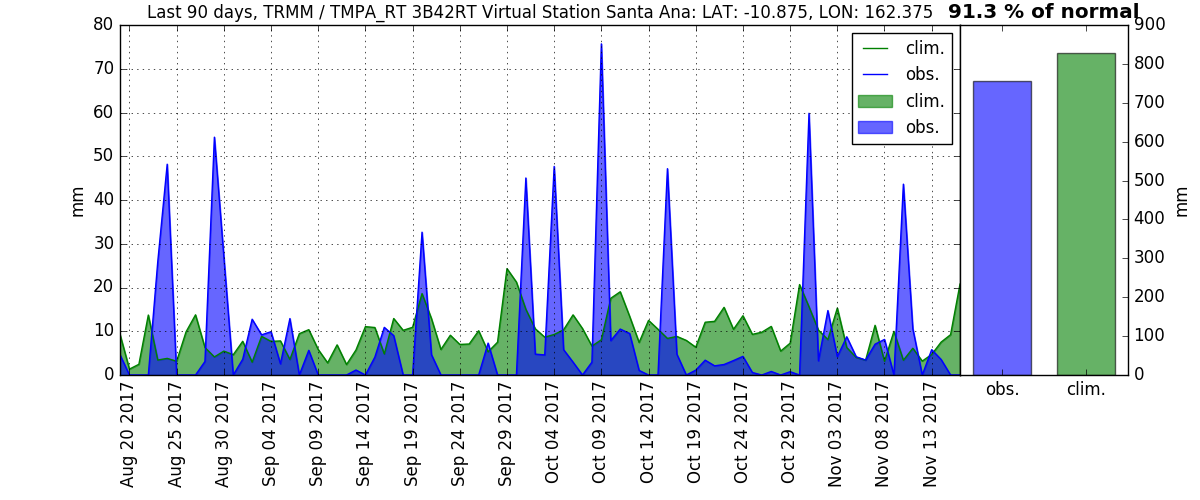 Last 90 days, TRMM / TMPA_RT 3B42RT Virtual Station Santa Ana: LAT: -10.875, LON: 162.375 91.3 % of normal
80
70
60
50
40
30
20
10
0
mm
clim.
obs.
clim.
obs.
900
800
700
600
500
400
300
200
100
0
mm
obs. clim.
Aug 20 2017
Aug 25 2017
Aug 30 2017
Sep 04 2017
Sep 09 2017
Sep 14 2017
Sep 19 2017
Sep 24 2017
Sep 29 2017
Oct 04 2017
Oct 09 2017
Oct 14 2017
Oct 19 2017
Oct 24 2017
Oct 29 2017
Nov 03 2017
Nov 08 2017
Nov 13 2017